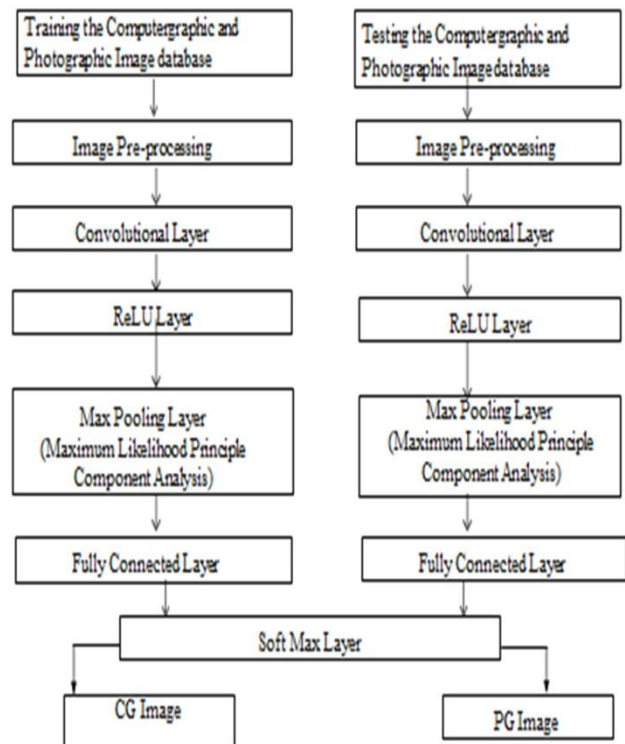 Training the Computergraphic and
Photographic Image database
Image Pre-processing
Convolutional Layer
ReLU Layer
Max Pooling Layer
(Maximum Likelihood Principle
Component Analysis)
Fully Connected Layer
Testing the Computergraphic and
Photographic Image database
Image Pre-processing
Convolutional Layer
ReLU Layer
Max Pooling Layer
(Maximum Likelihood Principle
Component Analysis)
Fully Connected Layer
Soft Max Layer
CG Image
PG Image